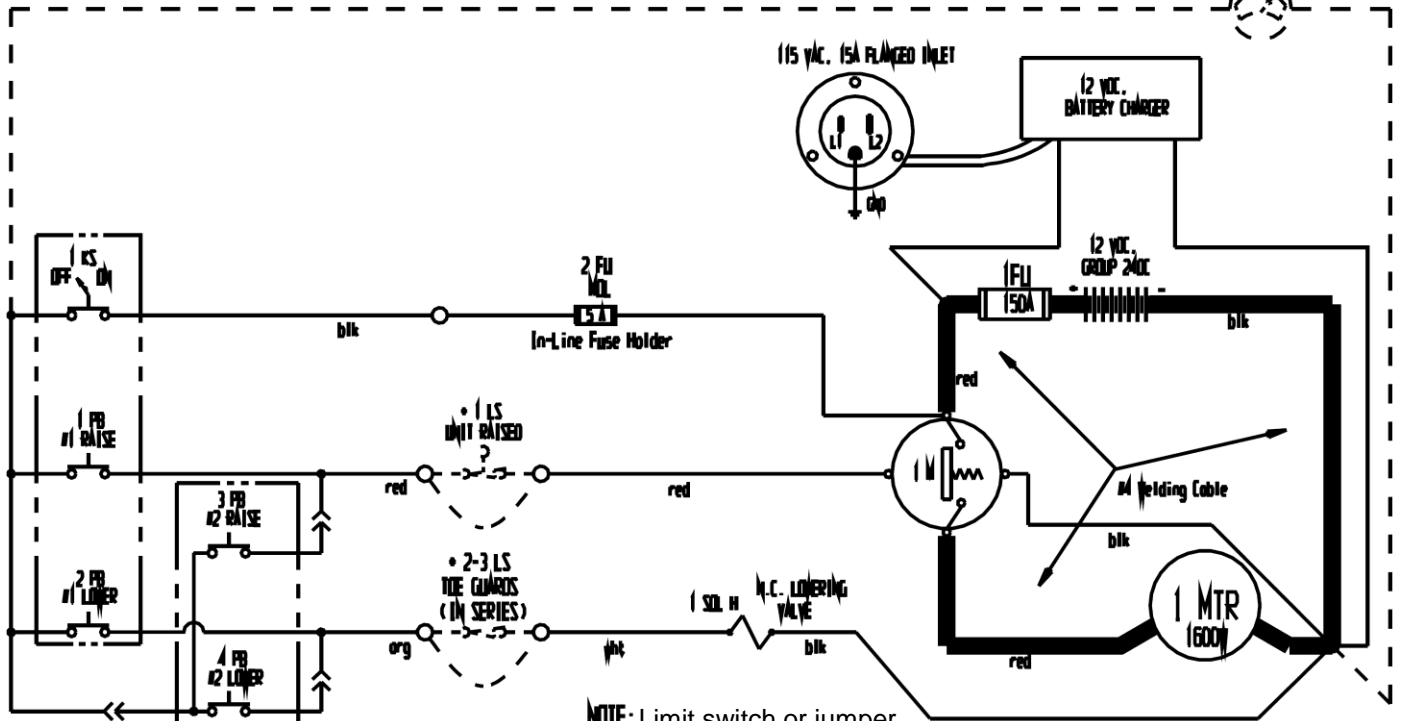 115 VAC, 15A FLANGED INLET
12 VDC.
BATTERY CHARGER
L1 L2
GND
1 KS
OFF ON
2 FU
MDL
5 A
blk
In-Line Fuse Holder
12 VDC.
GROUP 24DC
1FU
150A
+ -
blk
red
1 PB
#1 RAISE
* 1 LS
UNIT RAISED
red
red
1 M
#4 Welding Cable
3 PB
#2 RAISE
blk
2 PB
#1 LOWER
* 2-3 LS
TOE GUARDS
(IN SERIES)
1 SOL H
N.C. LOWERING
VALVE
1 MTR
1600W
org
wht
blk
red
4 PB
#2 LOWER
NOTE: Limit switch or jumper